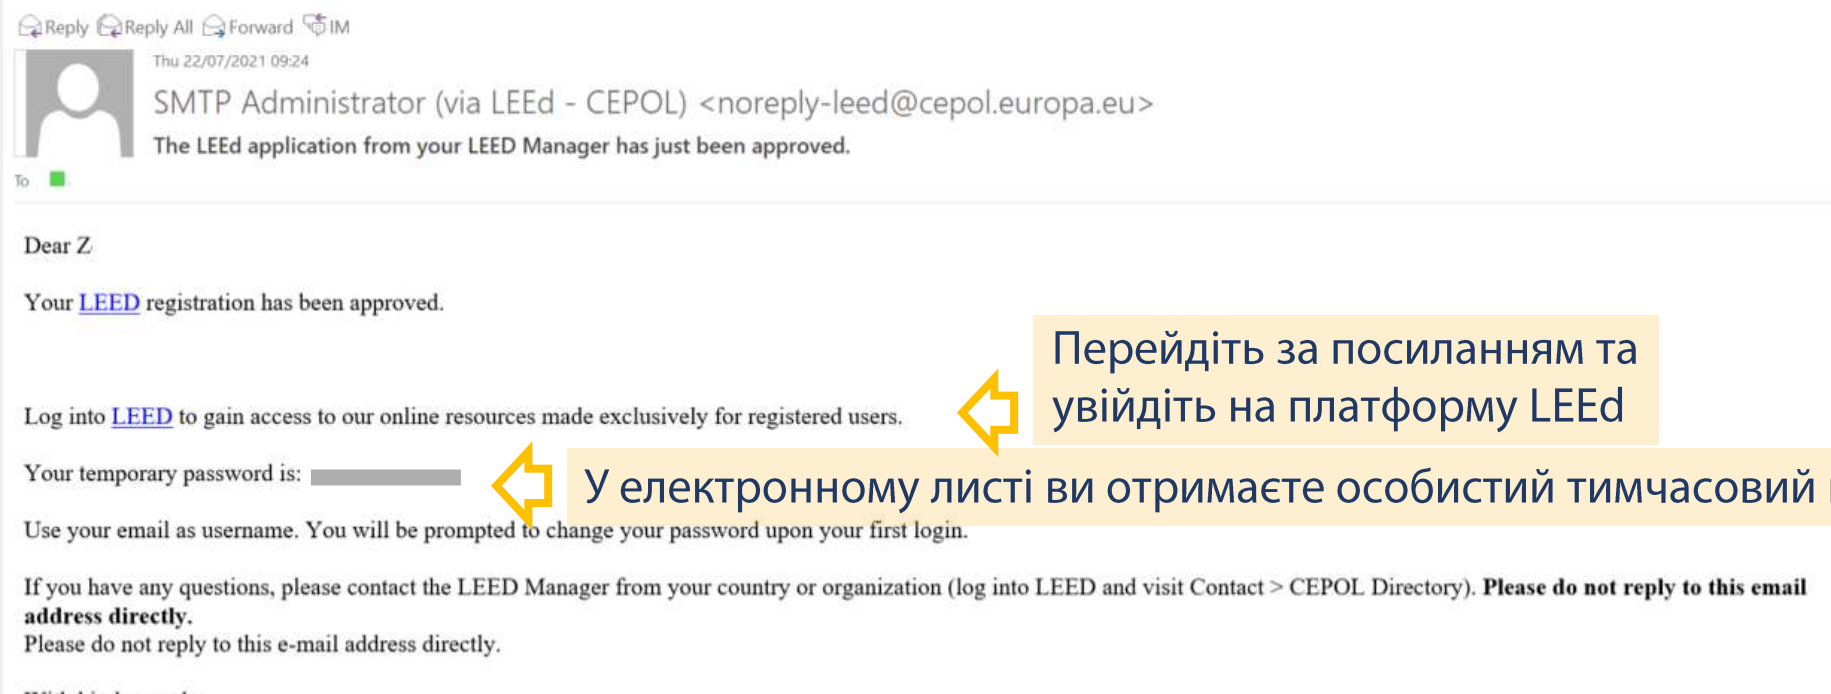 Reply Reply All Forward IM
Thu 22/07/2021 09:24
SMTP Administrator (via LEEd - CEPOL) <noreply-leed@cepol.europa.eu>
The LEEd application from your LEED Manager has just been approved.
To
Dear Z
Your LEED registration has been approved.
Перейдіть за посиланням та
увійдіть на платформу LEEd
Log into LEED to gain access to our online resources made exclusively for registered users.
Your temporary password is:
У електронному листі ви отримаєте особистий тимчасовий
Use your email as username. You will be prompted to change your password upon your first login.
If you have any questions, please contact the LEED Manager from your country or organization (log into LEED and visit Contact > CEPOL Directory). Please do not reply to this email
address directly.
Please do not reply to this e-mail address directly.